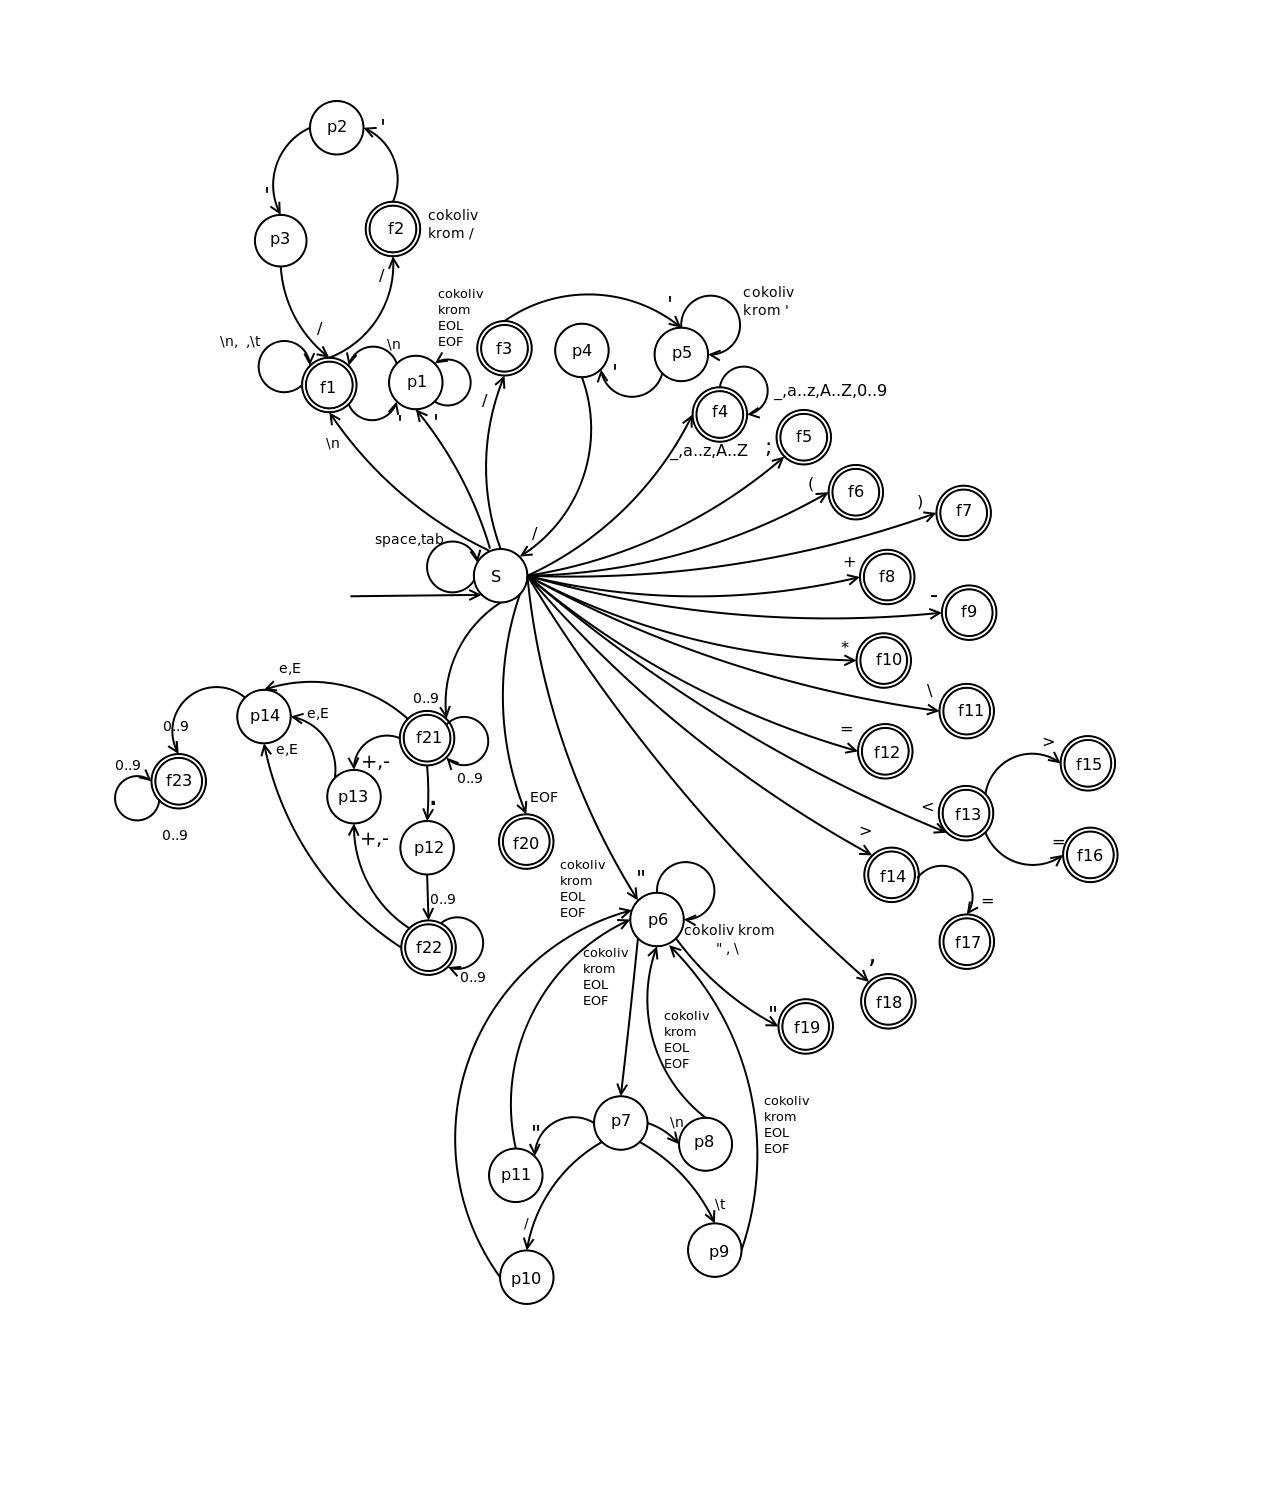 p2
'
'
p3
f2
cokoliv
krom /
/
/
\n, ,\t
f1
\n
p1
cokoliv
krom
EOL
EOF
'
'
\n
f3
/
p4
'
p5
'
cokoliv
krom '
/
f4
_,a..z,A..Z,0..9
_,a..z,A..Z
;
f5
(
f6
)
f7
space,tab
S
+
f8
-
f9
*
f10
\
f11
=
f12
<
f13
>
f15
=
f16
>
f14
=
f17
,
f18
e,E
p14
e,E
e,E
0..9
f21
0..9
0..9
0..9
f23
0..9
+,-
p13
+,-
.
p12
0..9
f22
0..9
EOF
f20
cokoliv
krom
EOL
EOF
"
p6
cokoliv krom
" , \
cokoliv
krom
EOL
EOF
"
f19
cokoliv
krom
EOL
EOF
cokoliv
krom
EOL
EOF
p7
\n
p8
"
p11
/
p10
\t
p9